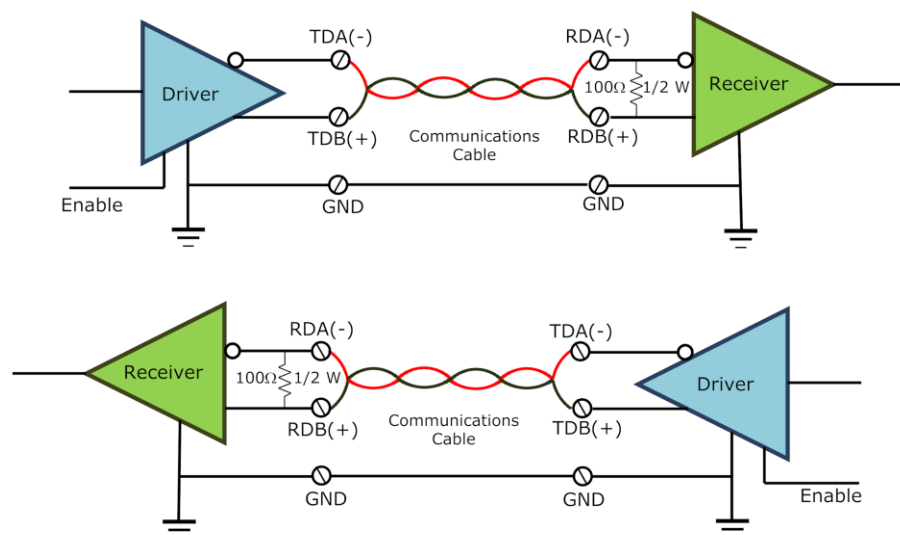 TDA(-)
RDA(-)
Driver
100Ω
1/2 W
Receiver
TDB(+)
Communications
Cable
RDB(+)
Enable
GND
GND
RDA(-)
TDA(-)
Receiver
100Ω
1/2 W
Driver
RDB(+)
Communications
Cable
TDB(+)
GND
GND
Enable